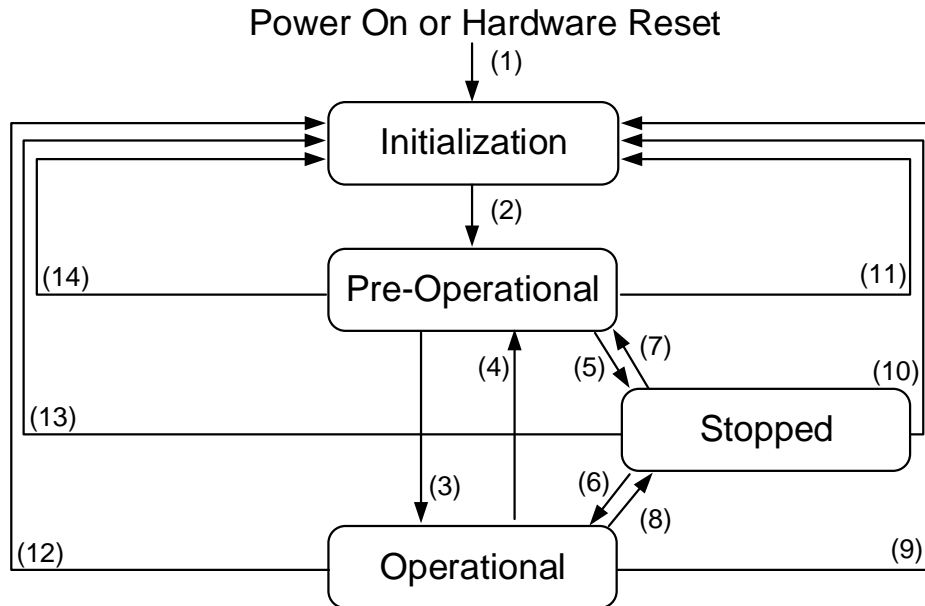 Power On or Hardware Reset
(1)
Initialization
(2)
(14)
Pre-Operational
(11)
(4)
(5)
(7)
(10)
(13)
Stopped
(3)
(6)
(8)
(12)
Operational
(9)